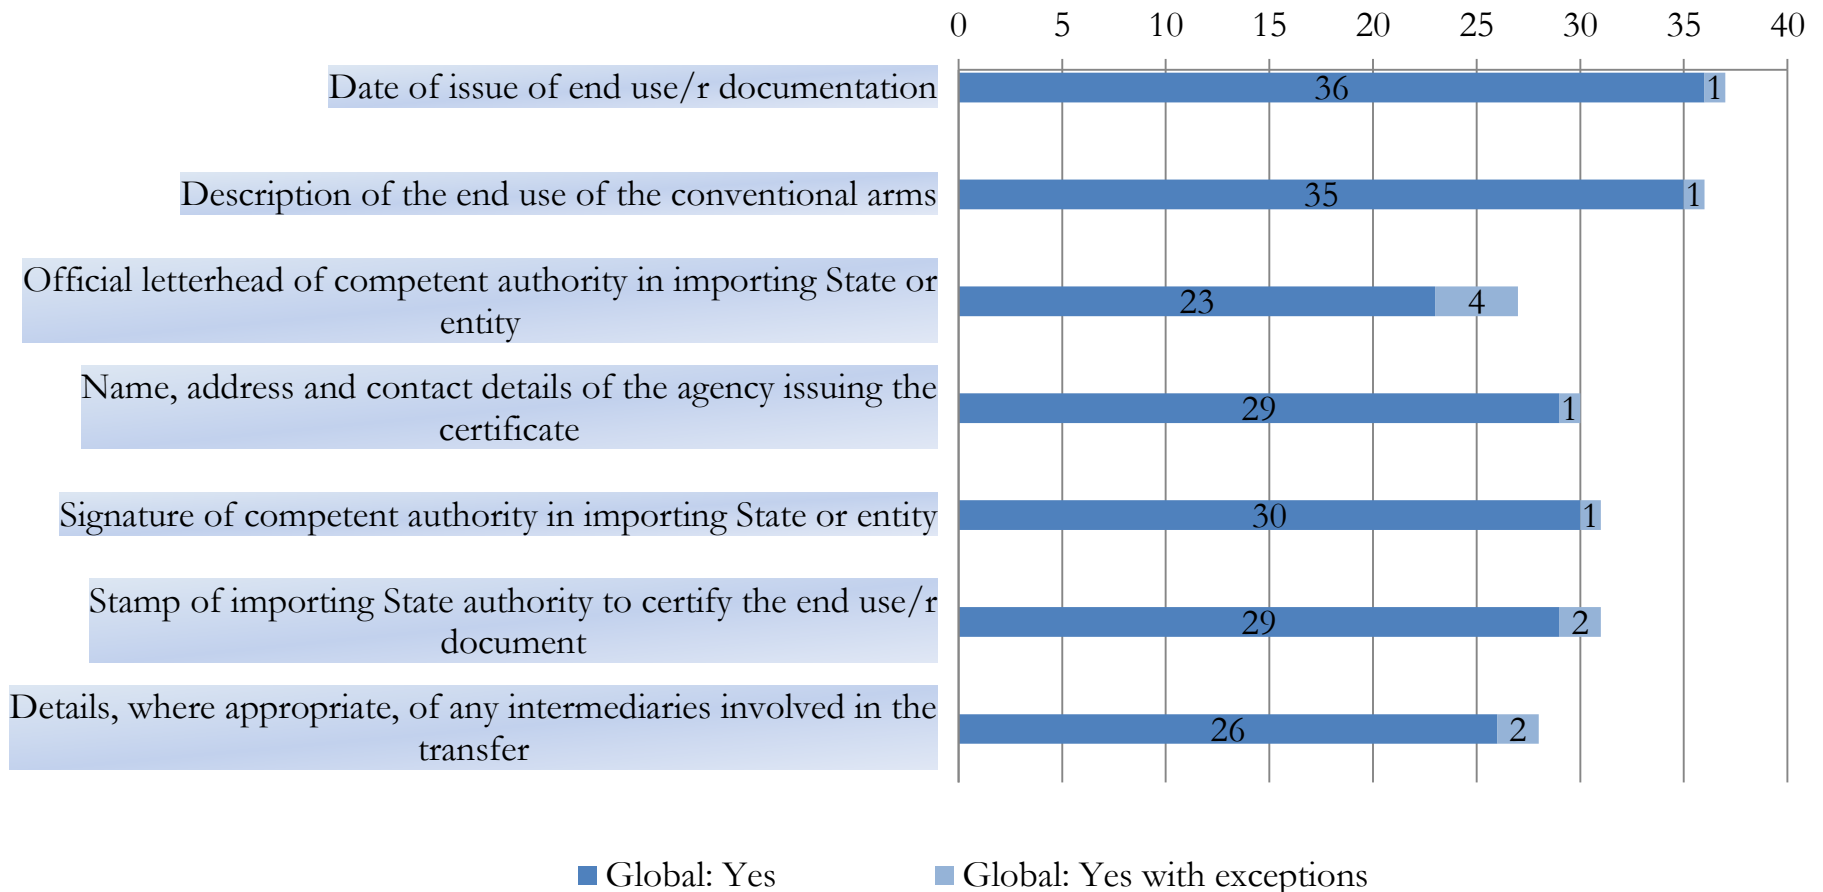 0 5 10 15 20 25 30 35 40
Date of issue of end use/r documentation
36 1
Description of the end use of the conventional arms
35 1
Official letterhead of competent authority in importing State or
entity
23 4
Name, address and contact details of the agency issuing the
certificate
29 1
Signature of competent authority in importing State or entity
30 1
Stamp of importing State authority to certify the end use/r
document
29 2
Details, where appropriate, of any intermediaries involved in the
transfer
26 2
Global: Yes
Global: Yes with exceptions